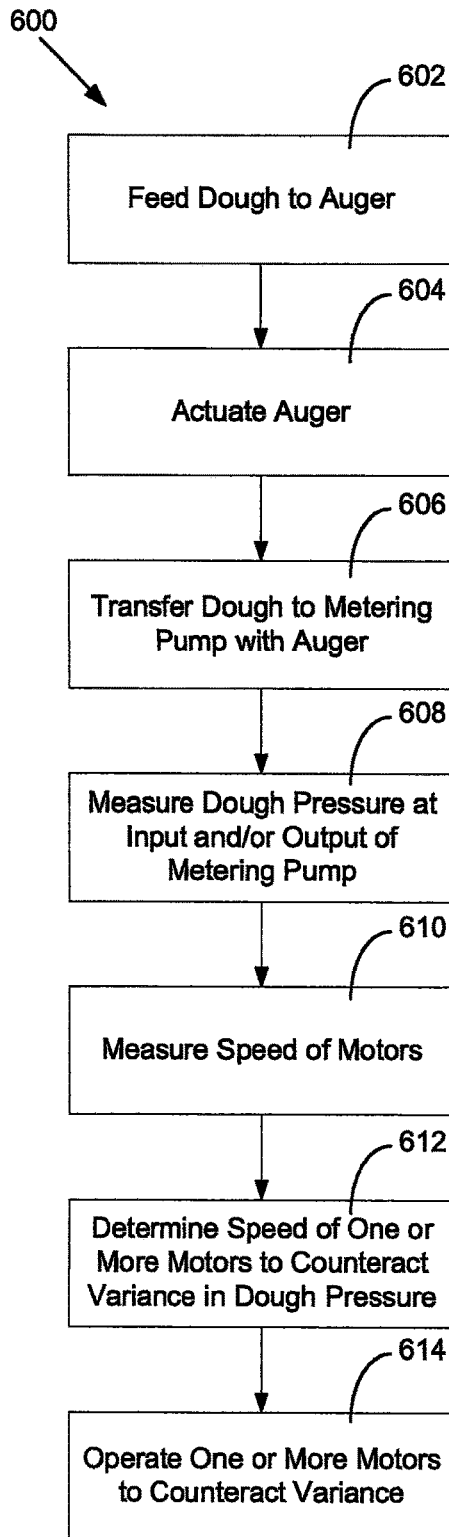 600
602
Feed Dough to Auger
604
Actuate Auger
606
Transfer Dough to Metering
Pump with Auger
608
Measure Dough Pressure at
Input and/or Output of
Metering Pump
610
Measure Speed of Motors
612
Determine Speed of One or
More Motors to Counteract
Variance in Dough Pressure
614
Operate One or More Motors
to Counteract Variance